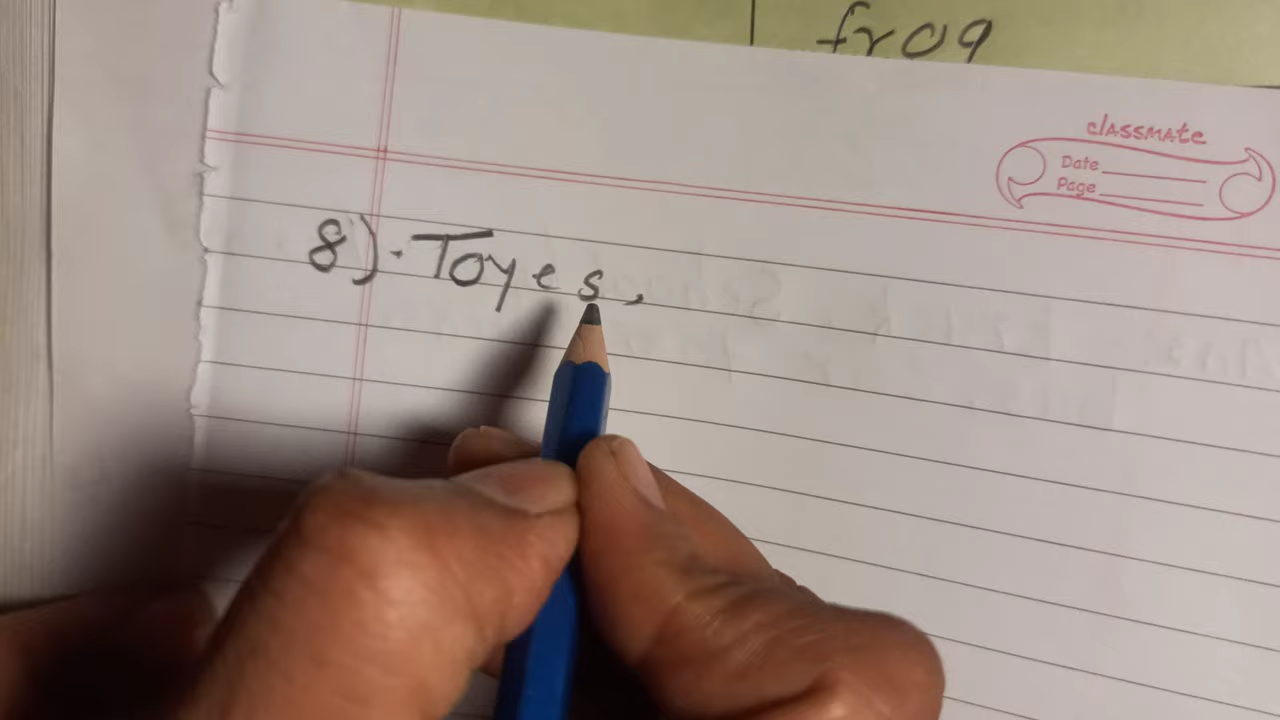 frog
classmate
Date
Page
8). Toyes,